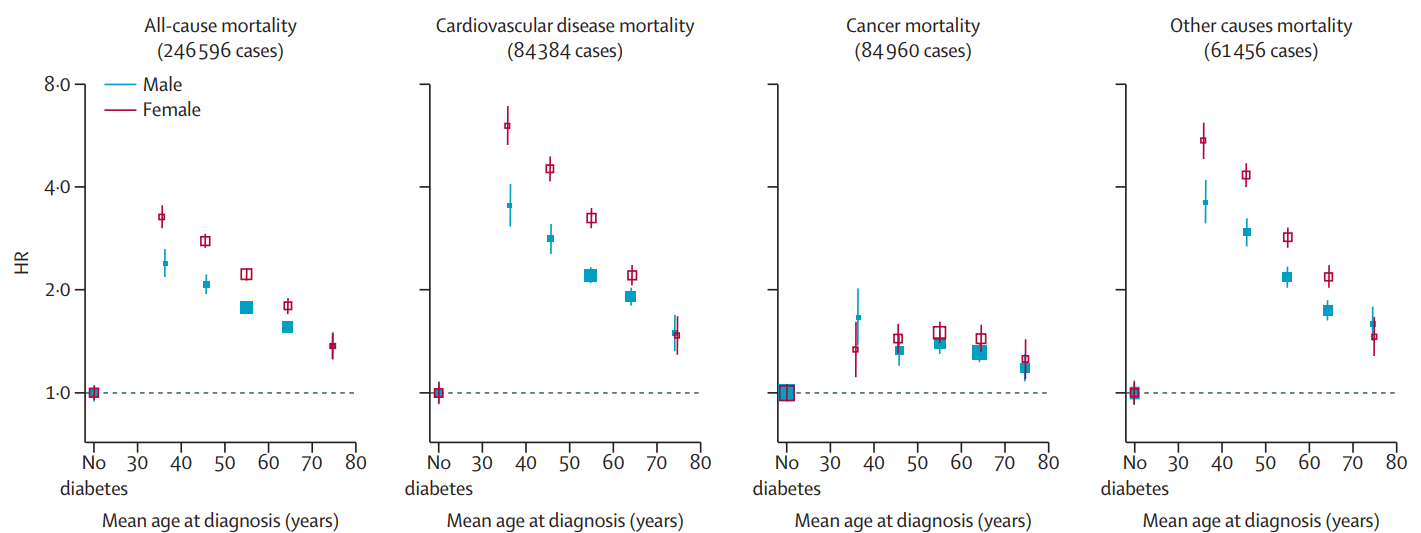 All-cause mortality
(246 596 cases)
Cardiovascular disease mortality
(84 384 cases)
Cancer mortality
(84 960 cases)
Other causes mortality
(61 456 cases)
HR
8·0
4·0
2·0
1·0
Male
Female
No diabetes
30 40 50 60 70 80
Mean age at diagnosis (years)
No diabetes
30 40 50 60 70 80
Mean age at diagnosis (years)
No diabetes
30 40 50 60 70 80
Mean age at diagnosis (years)
No diabetes
30 40 50 60 70 80
Mean age at diagnosis (years)